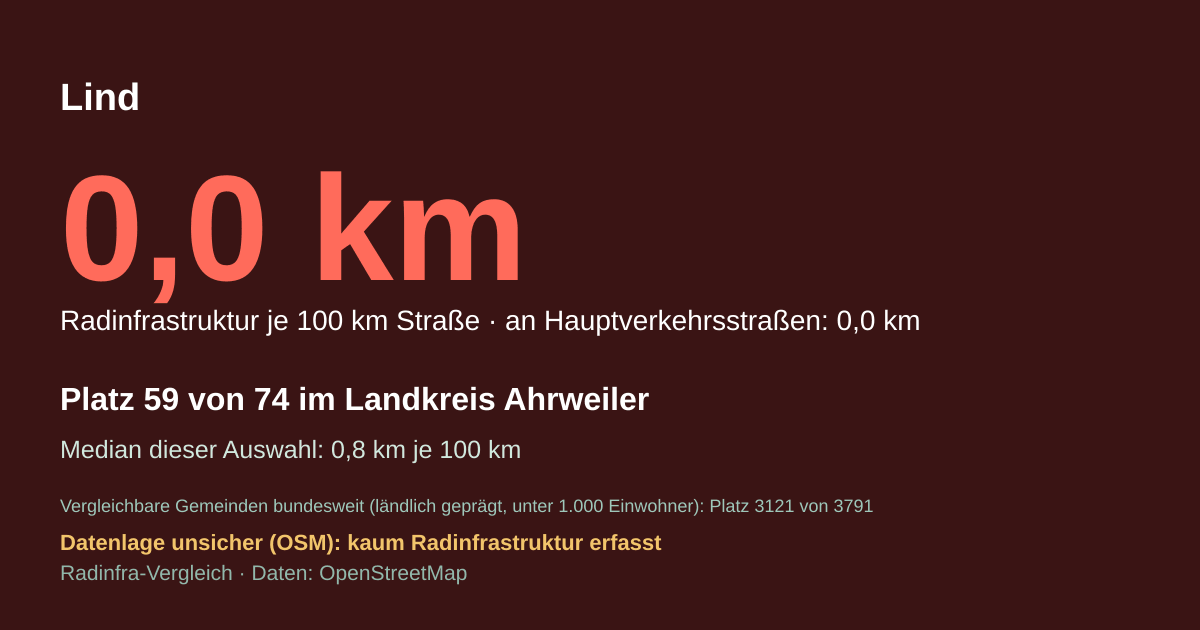 Lind
0,0 km
Radinfrastruktur je 100 km Straße · an Hauptverkehrsstraßen: 0,0 km
Platz 59 von 74 im Landkreis Ahrweiler
Median dieser Auswahl: 0,8 km je 100 km
Vergleichbare Gemeinden bundesweit (ländlich geprägt, unter 1.000 Einwohner): Platz 3121 von 3791
Datenlage unsicher (OSM): kaum Radinfrastruktur erfasst
Radinfra-Vergleich · Daten: OpenStreetMap